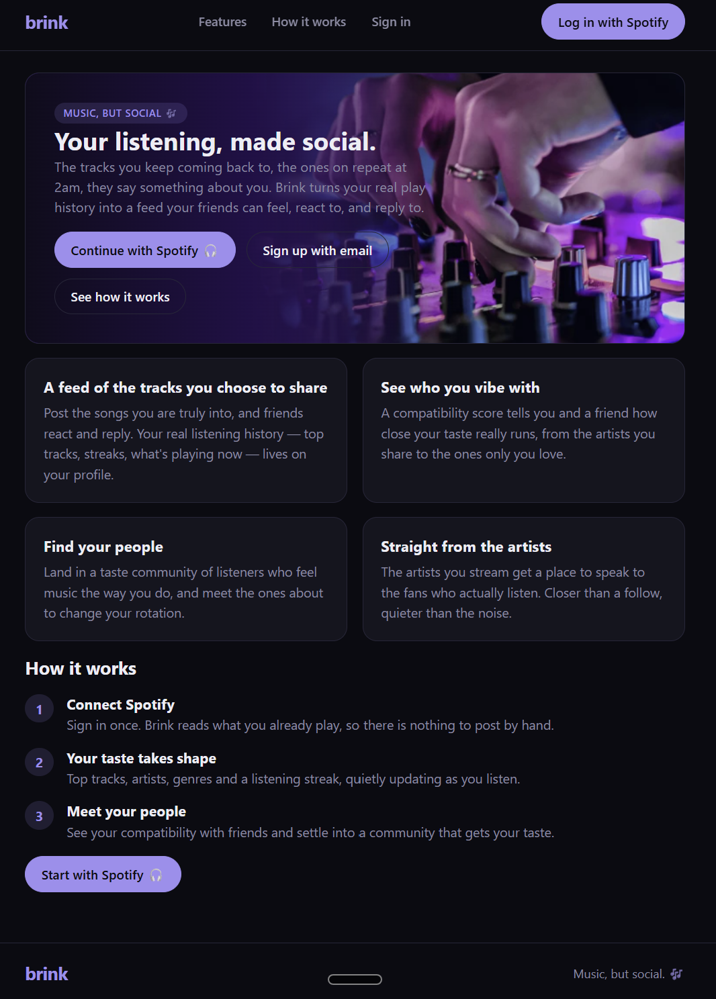 brink
Features
How it works
Sign in
Log in with Spotify
MUSIC, BUT SOCIAL 🎶
Your listening, made social.
The tracks you keep coming back to, the ones on repeat at
2am, they say something about you. Brink turns your real play
history into a feed your friends can feel, react to, and reply to.
Continue with Spotify 🎧
Sign up with email
See how it works
A feed of the tracks you choose to share
Post the songs you are truly into, and friends
react and reply. Your real listening history — top
tracks, streaks, what's playing now — lives on
your profile.
See who you vibe with
A compatibility score tells you and a friend how
close your taste really runs, from the artists you
share to the ones only you love.
Find your people
Land in a taste community of listeners who feel
music the way you do, and meet the ones about
to change your rotation.
Straight from the artists
The artists you stream get a place to speak to
the fans who actually listen. Closer than a follow,
quieter than the noise.
How it works
1
Connect Spotify
Sign in once. Brink reads what you already play, so there is nothing to post by hand.
2
Your taste takes shape
Top tracks, artists, genres and a listening streak, quietly updating as you listen.
3
Meet your people
See your compatibility with friends and settle into a community that gets your taste.
Start with Spotify 🎧
brink
Music, but social. 🎶